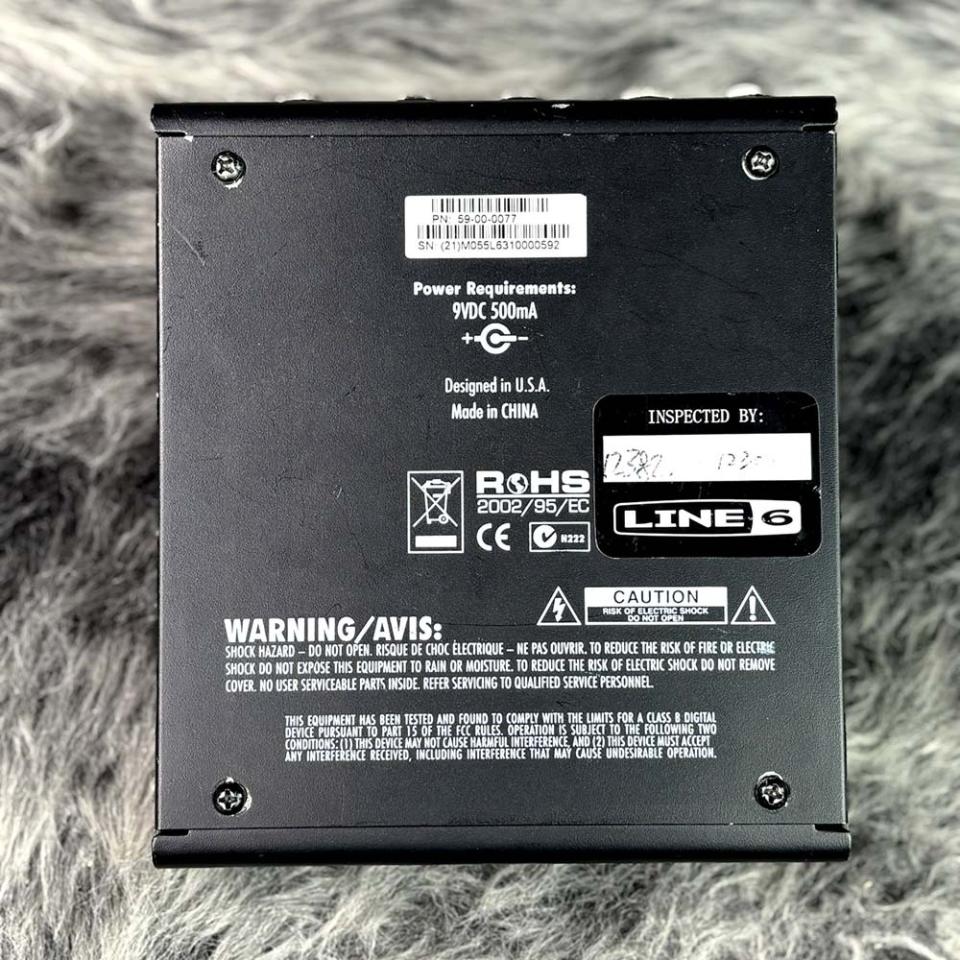 PN: 59-00-0077
SN: (21)M055L6310000592
Power Requirements:
9VDC 500mA
+ -
Designed in U.S.A.
Made in CHINA
INSPECTED BY:
12382
LINE 6
RoHS
2002/95/EC
CE
N222
CAUTION
RISK OF ELECTRIC SHOCK
DO NOT OPEN
WARNING/AVIS:
SHOCK HAZARD – DO NOT OPEN. RISQUE DE CHOC ÉLECTRIQUE – NE PAS OUVRIR. TO REDUCE THE RISK OF FIRE OR ELECTRIC
SHOCK DO NOT EXPOSE THIS EQUIPMENT TO RAIN OR MOISTURE. TO REDUCE THE RISK OF ELECTRIC SHOCK DO NOT REMOVE
COVER. NO USER SERVICEABLE PARTS INSIDE. REFER SERVICING TO QUALIFIED SERVICE PERSONNEL.
THIS EQUIPMENT HAS BEEN TESTED AND FOUND TO COMPLY WITH THE LIMITS FOR A CLASS B DIGITAL
DEVICE PURSUANT TO PART 15 OF THE FCC RULES. OPERATION IS SUBJECT TO THE FOLLOWING TWO
CONDITIONS: (1) THIS DEVICE MAY NOT CAUSE HARMFUL INTERFERENCE, AND (2) THIS DEVICE MUST ACCEPT
ANY INTERFERENCE RECEIVED, INCLUDING INTERFERENCE THAT MAY CAUSE UNDESIRABLE OPERATION.